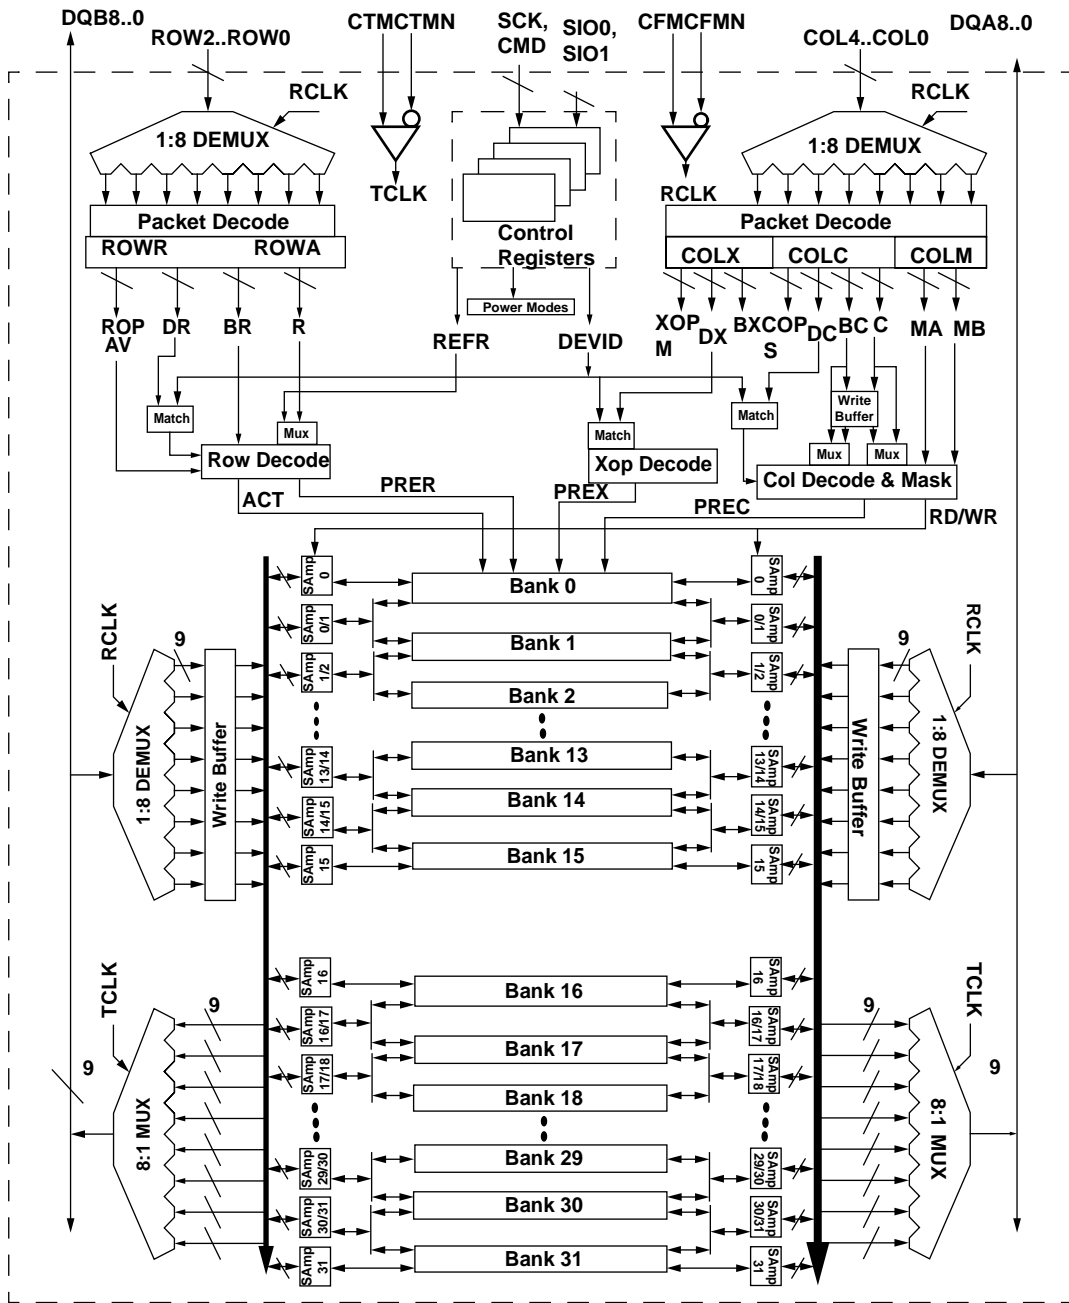 DQB8..0
ROW2..ROW0
CTMCTMN
SCK,
CMD
SIO0,
SIO1
CFMCFMN
COL4..COL0
DQA8..0
RCLK
RCLK
1:8 DEMUX
1:8 DEMUX
TCLK
RCLK
Packet Decode
ROWR
ROWA
Control
Registers
Packet Decode
COLX
COLC
COLM
Power Modes
ROP
AV
DR
BR
R
REFR
DEVID
XOP
M
DX
BX
COP
S
DC
BC
C
MA
MB
Match
Mux
Row Decode
Match
Xop Decode
Match
Write
Buffer
Mux
Mux
Col Decode & Mask
ACT
PRER
PREX
PREC
RD/WR
SAmp
0
Bank 0
SAmp
0
SAmp
0/1
SAmp
0/1
Bank 1
SAmp
1/2
SAmp
1/2
Bank 2
RCLK
9
1:8 DEMUX
Write Buffer
RCLK
9
1:8 DEMUX
Write Buffer
SAmp
13/14
Bank 13
SAmp
13/14
SAmp
14/15
Bank 14
SAmp
14/15
SAmp
15
Bank 15
SAmp
15
SAmp
16
Bank 16
SAmp
16
SAmp
16/17
SAmp
16/17
Bank 17
SAmp
17/18
SAmp
17/18
Bank 18
TCLK
9
9
8:1 MUX
TCLK
9
9
8:1 MUX
SAmp
29/30
Bank 29
SAmp
29/30
SAmp
30/31
Bank 30
SAmp
30/31
SAmp
31
Bank 31
SAmp
31